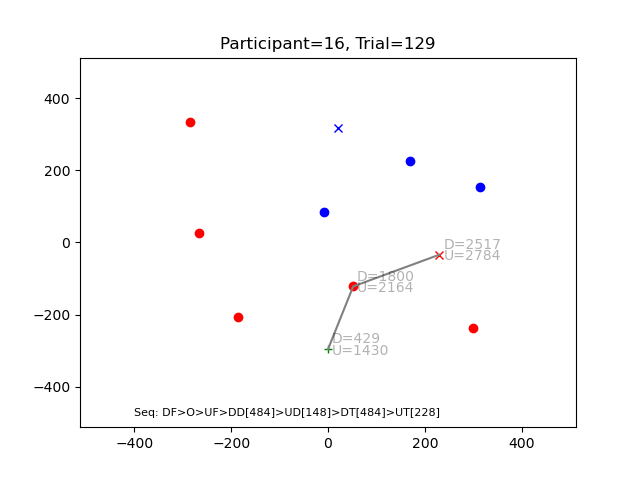 Participant=16, Trial=129
400
200
0
−200
−400
D=2517
U=2784
D=1800
U=2164
D=429
U=1430
Seq: DF>O>UF>DD[484]>UD[148]>DT[484]>UT[228]
−400
−200
0
200
400